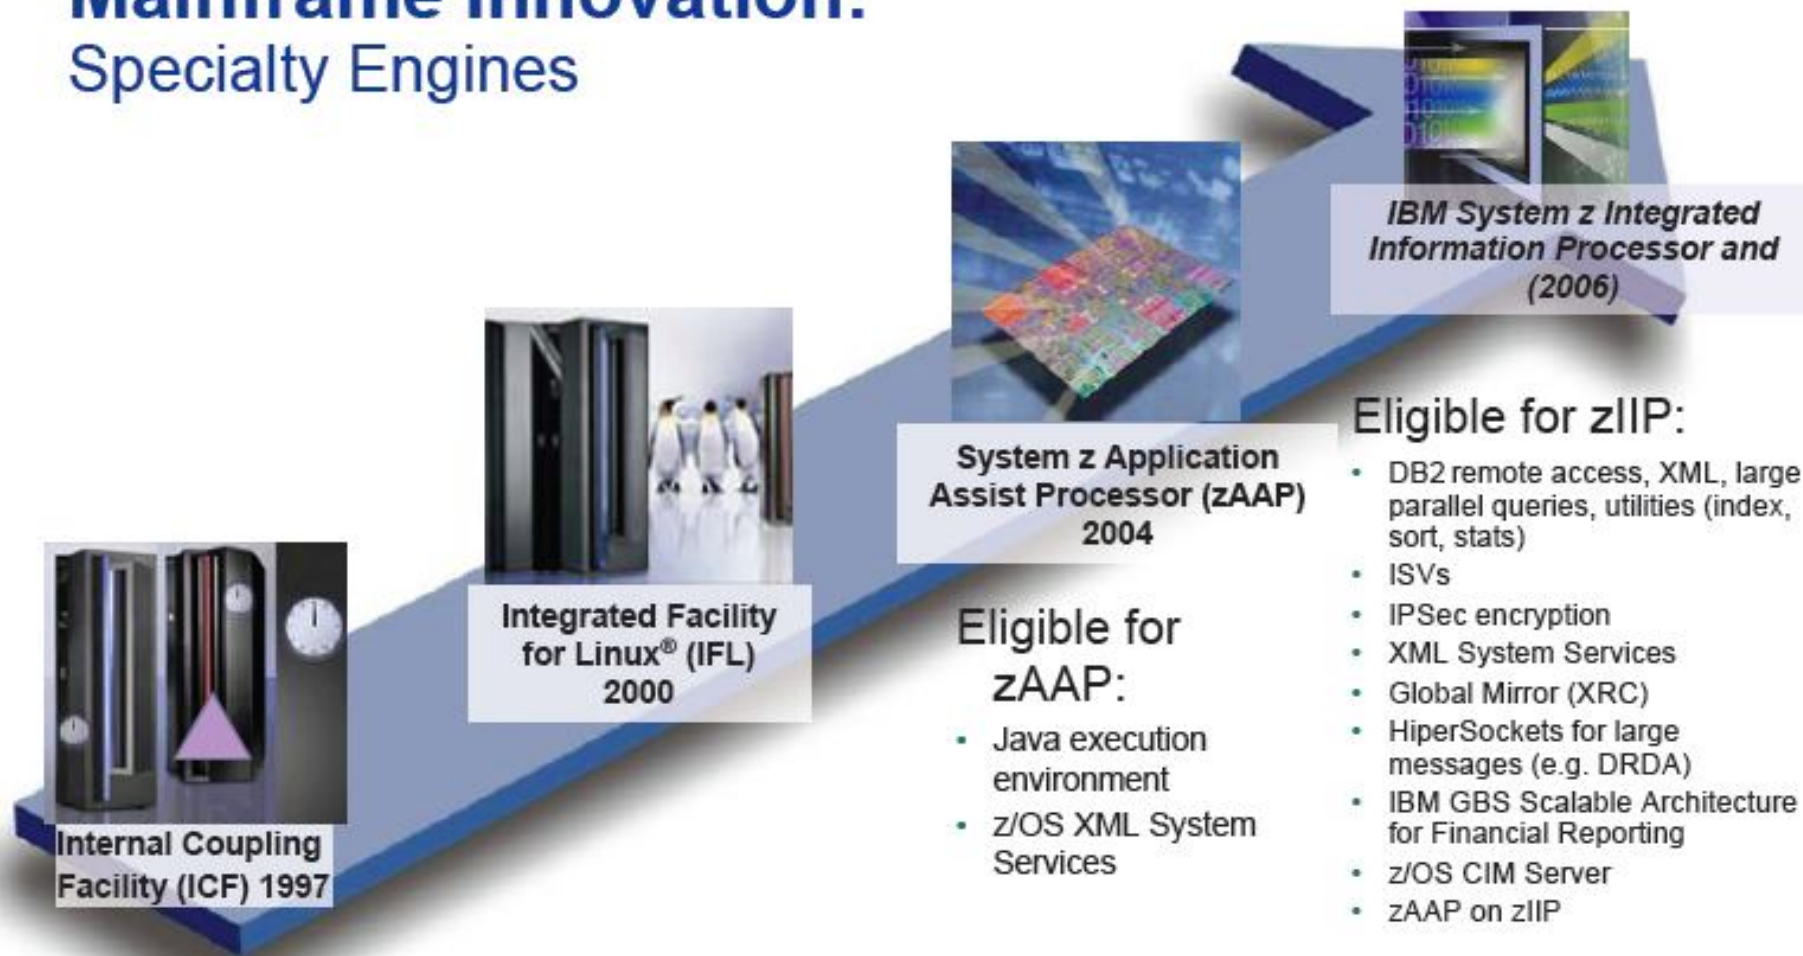 Mainframe Innovation:
Specialty Engines
IBM System z Integrated
Information Processor and
(2006)
System z Application
Assist Processor (zAAP)
2004
Integrated Facility
for Linux® (IFL)
2000
Internal Coupling
Facility (ICF) 1997
Eligible for
zAAP:
• Java execution
environment
• z/OS XML System
Services
Eligible for zIIP:
• DB2 remote access, XML, large
parallel queries, utilities (index,
sort, stats)
• ISVs
• IPSec encryption
• XML System Services
• Global Mirror (XRC)
• HiperSockets for large
messages (e.g. DRDA)
• IBM GBS Scalable Architecture
for Financial Reporting
• z/OS CIM Server
• zAAP on zIIP